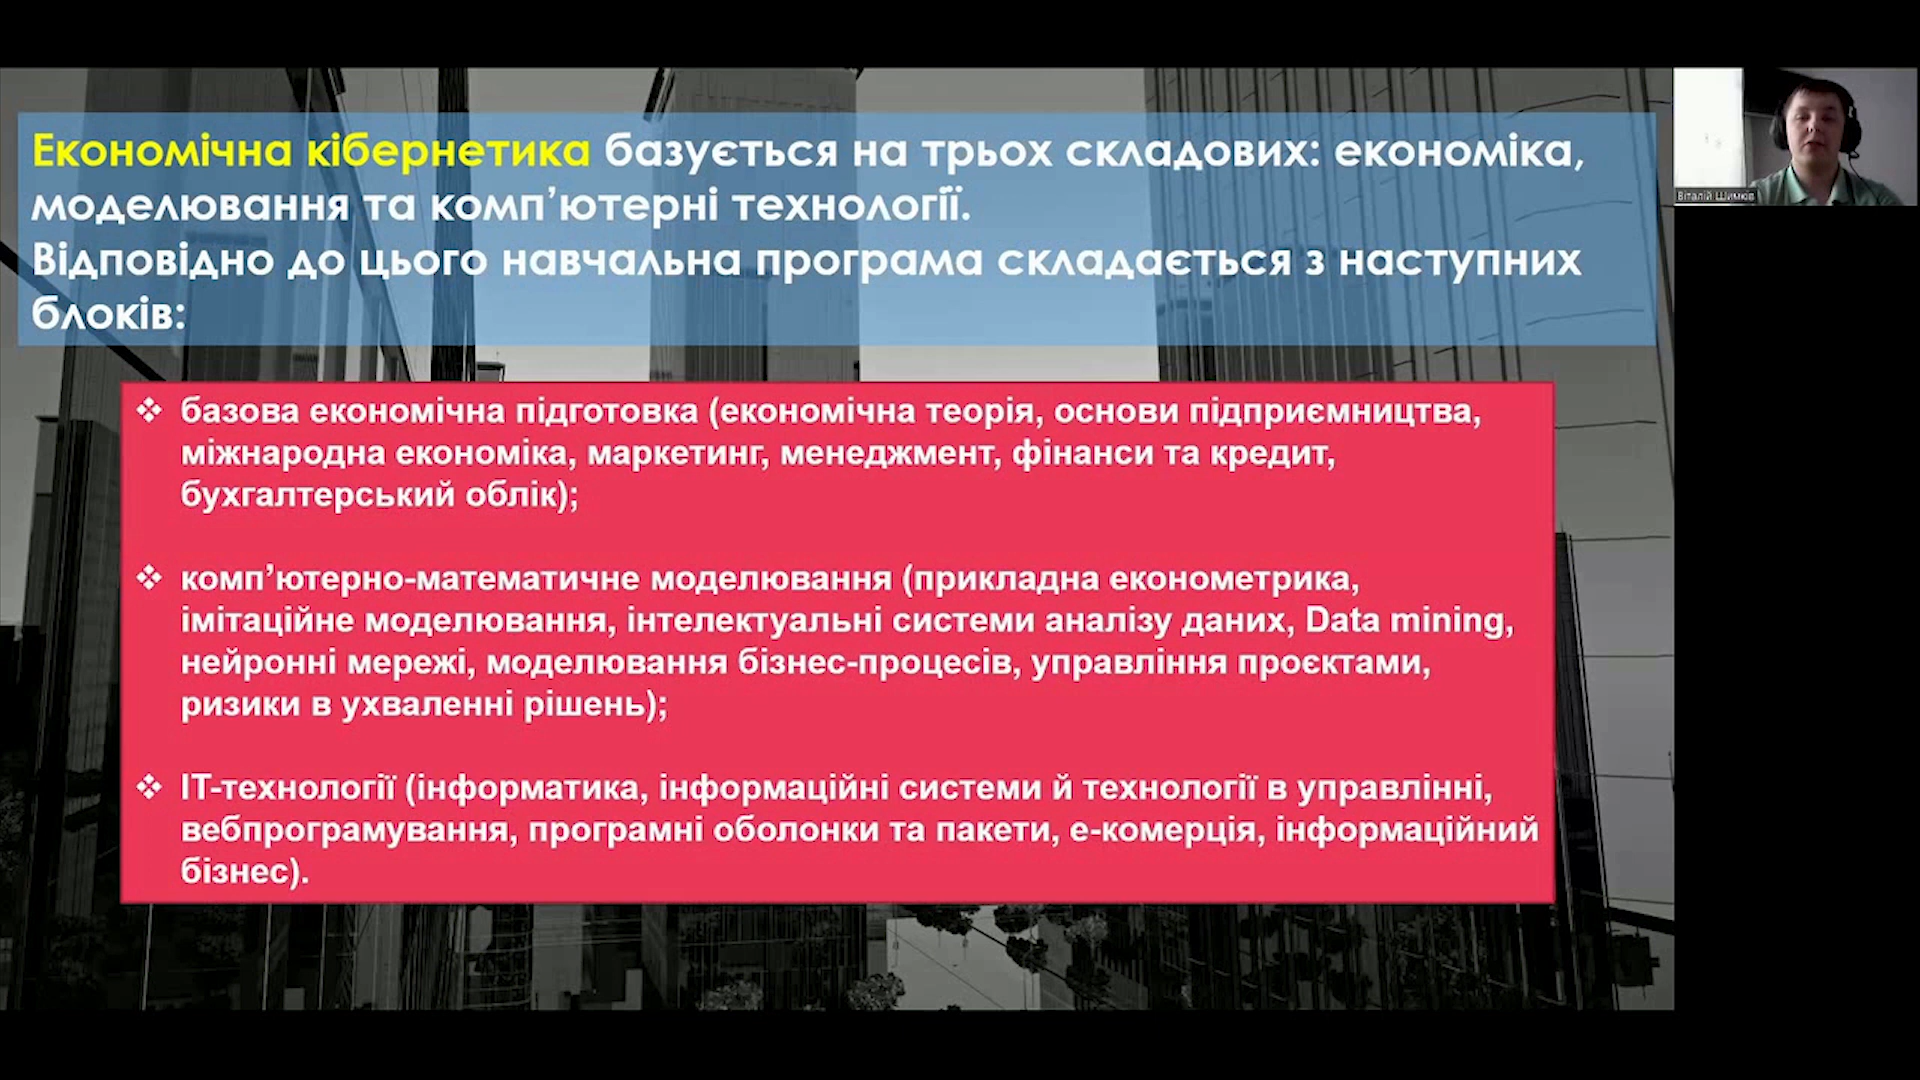 Економічна кібернетика базується на трьох складових: економіка,
моделювання та комп’ютерні технології.
Відповідно до цього навчальна програма складається з наступних
блоків:
❖ базова економічна підготовка (економічна теорія, основи підприємництва,
міжнародна економіка, маркетинг, менеджмент, фінанси та кредит,
бухгалтерський облік);
❖ комп’ютерно-математичне моделювання (прикладна економетрика,
імітаційне моделювання, інтелектуальні системи аналізу даних, Data mining,
нейронні мережі, моделювання бізнес-процесів, управління проєктами,
ризики в ухваленні рішень);
❖ ІТ-технології (інформатика, інформаційні системи й технології в управлінні,
вебпрограмування, програмні оболонки та пакети, е-комерція, інформаційний
бізнес).
Віталій Шимків